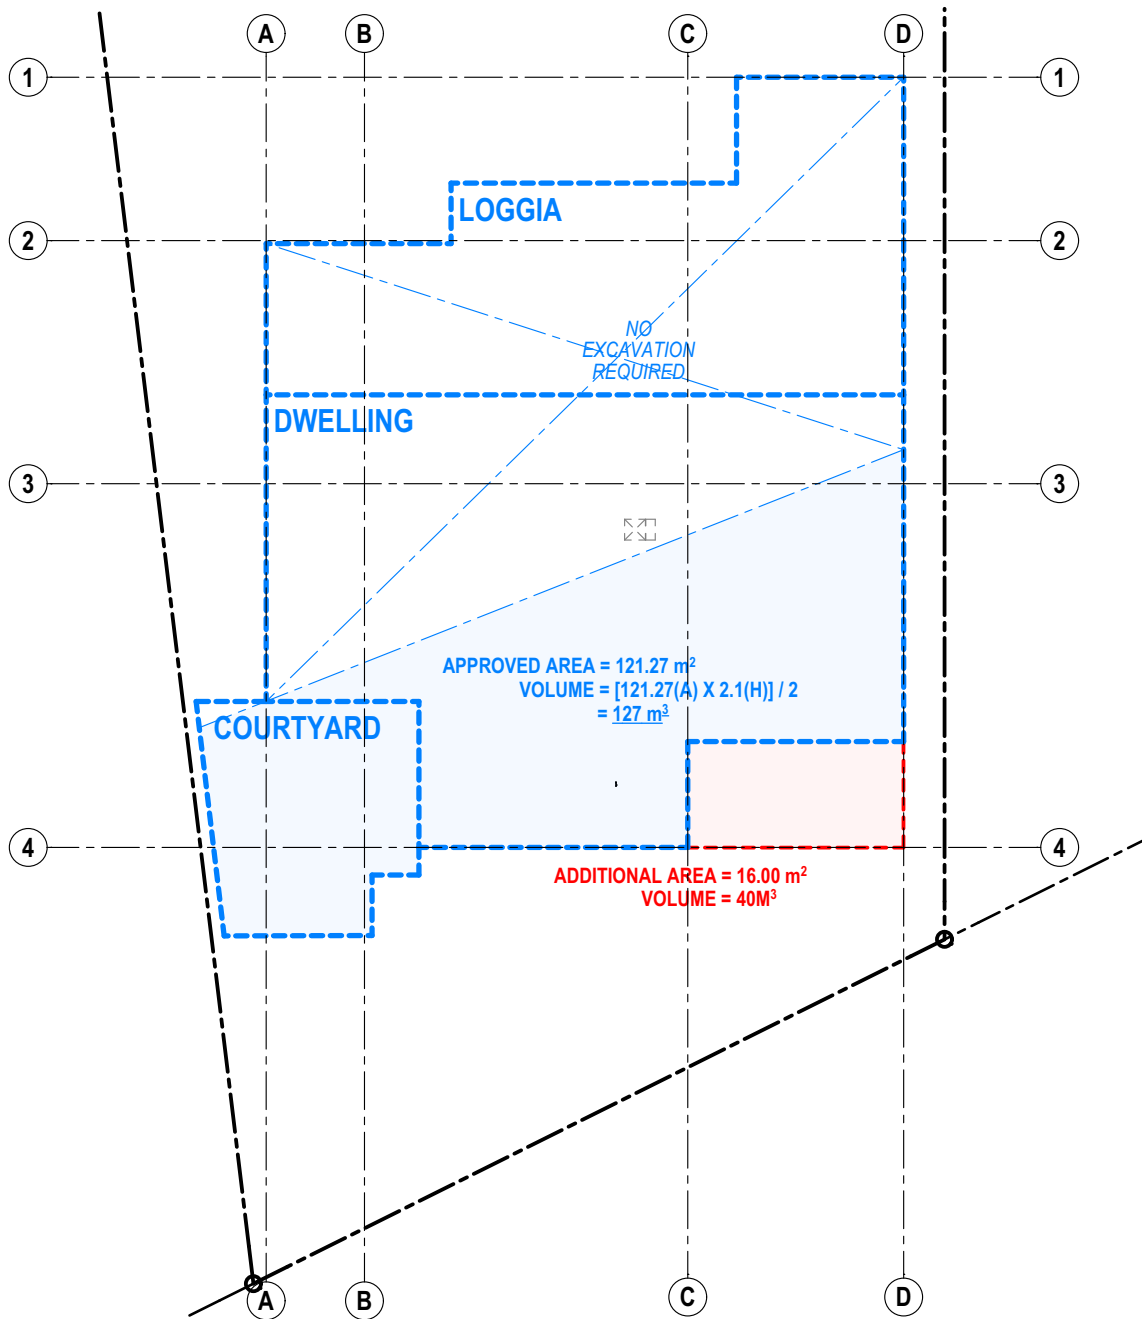 A B C D
1 1
LOGGIA
2 2
NO
EXCAVATION
REQUIRED
DWELLING
3 3
APPROVED AREA = 121.27 m²
VOLUME = [121.27(A) X 2.1(H)] / 2
= 127 m³
COURTYARD
4 4
ADDITIONAL AREA = 16.00 m²
VOLUME = 40M³
A B C D